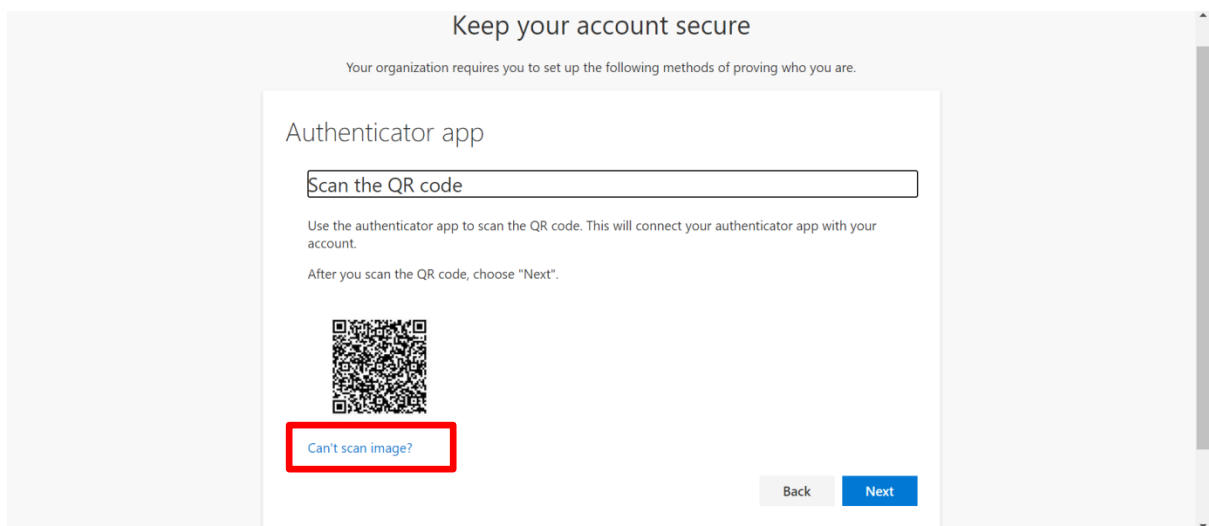 Keep your account secure
Your organization requires you to set up the following methods of proving who you are.
Authenticator app
Scan the QR code
Use the authenticator app to scan the QR code. This will connect your authenticator app with your
account.
After you scan the QR code, choose "Next".
Can't scan image?
Back Next